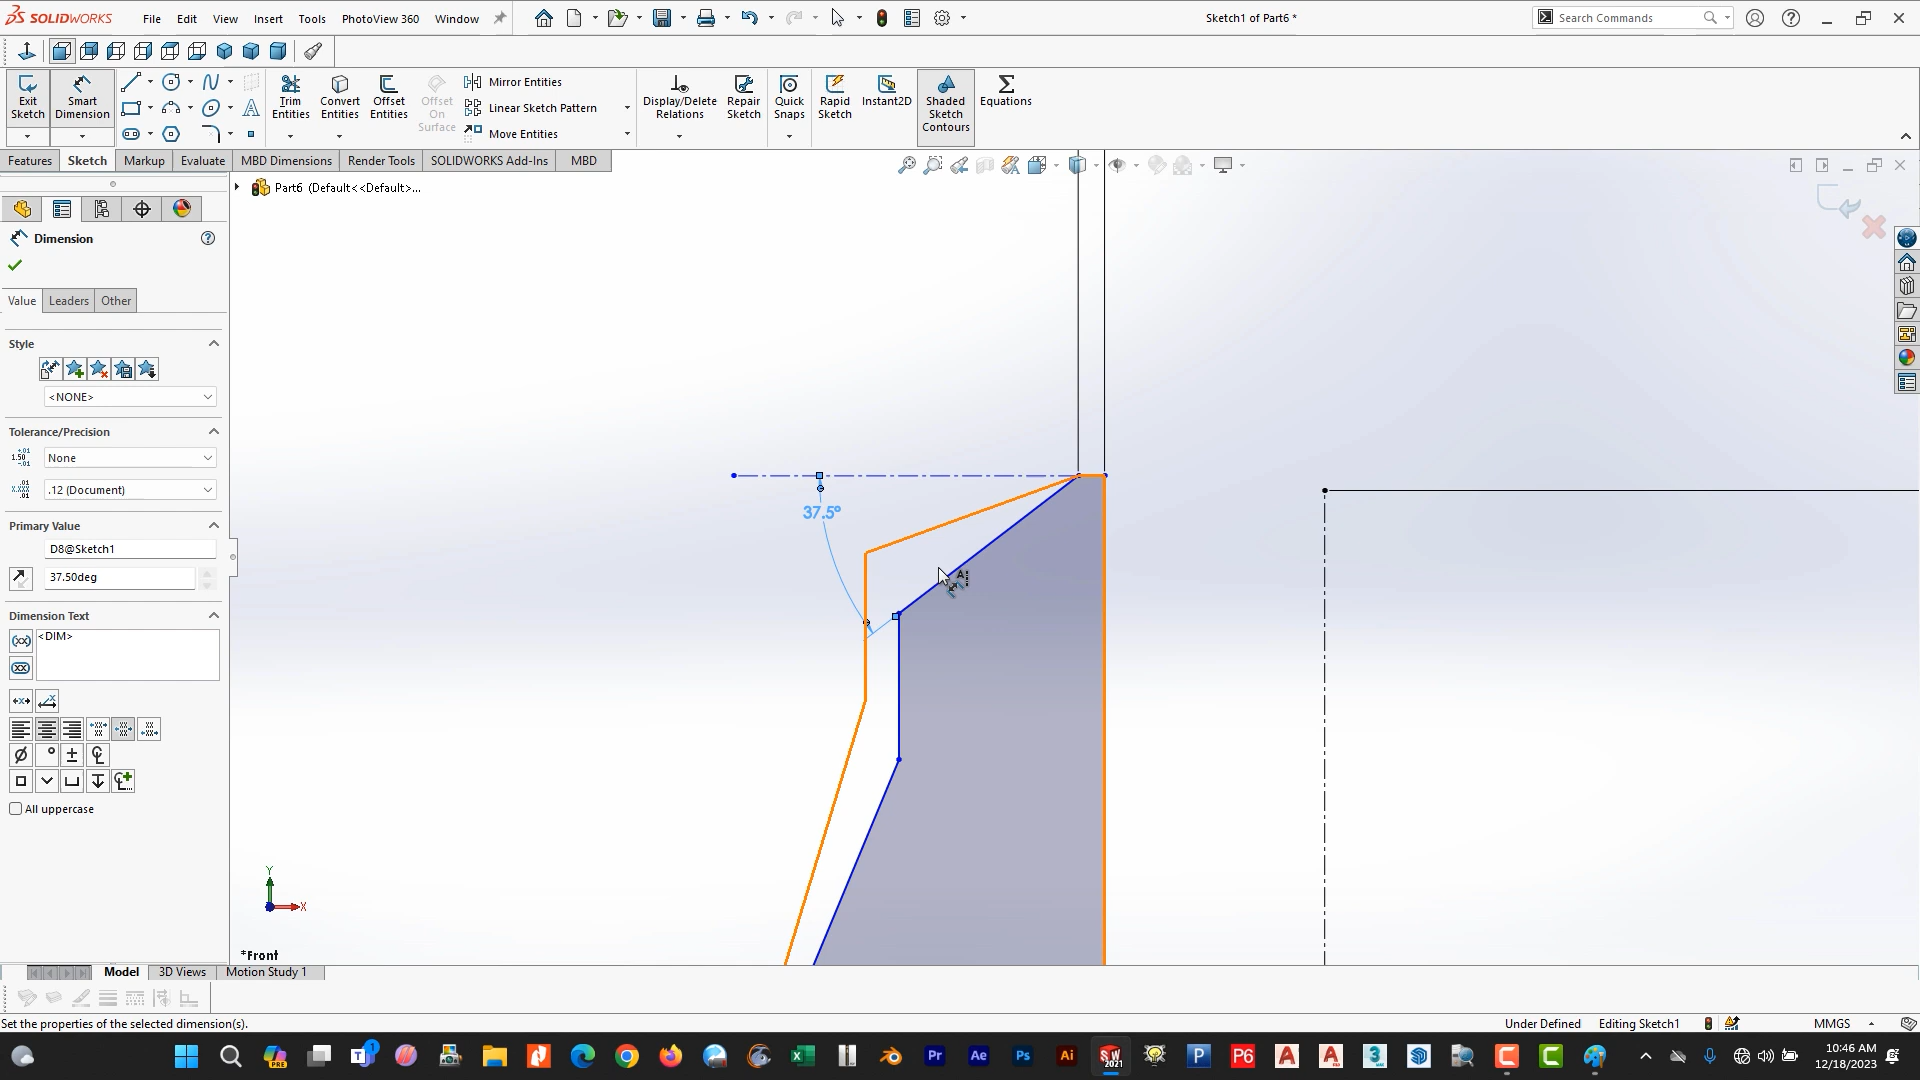 SOLIDWORKS File Edit View Insert Tools PhotoView 360 Window Sketch1 of Part6 * Search Commands
Exit Sketch
Smart Dimension
Trim Entities
Convert Entities
Offset Entities
Offset On Surface
Mirror Entities
Linear Sketch Pattern
Move Entities
Display/Delete Relations
Repair Sketch
Quick Snaps
Rapid Sketch
Instant2D
Shaded Sketch Contours
Equations
Features Sketch Markup Evaluate MBD Dimensions Render Tools SOLIDWORKS Add-Ins MBD
Part6 (Default<<Default>...
Dimension
Value Leaders Other
Style
<NONE>
Tolerance/Precision
None
.12 (Document)
Primary Value
D8@Sketch1
37.50deg
Dimension Text
<DIM>
All uppercase
37.5°
Y
X
*Front
Model 3D Views Motion Study 1
Set the properties of the selected dimension(s). Under Defined Editing Sketch1 MMGS
10:46 AM
12/18/2023